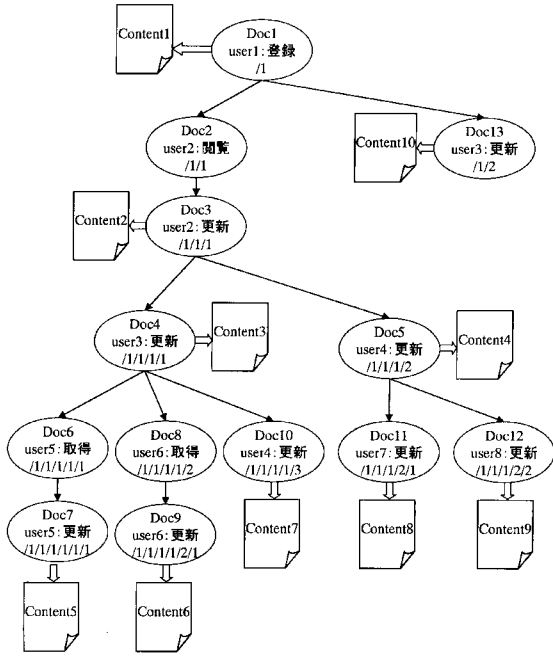 Content1
Doc1
user1:登録
/1
Doc2
user2:閲覧
/1/1
Content10
Doc13
user3:更新
/1/2
Content2
Doc3
user2:更新
/1/1/1
Doc4
user3:更新
/1/1/1/1
Content3
Doc5
user4:更新
/1/1/1/2
Content4
Doc6
user5:取得
/1/1/1/1/1
Doc8
user6:取得
/1/1/1/1/2
Doc10
user4:更新
/1/1/1/1/3
Doc11
user7:更新
/1/1/1/2/1
Doc12
user8:更新
/1/1/1/2/2
Doc7
user5:更新
/1/1/1/1/1/1
Doc9
user6:更新
/1/1/1/1/2/1
Content7
Content8
Content9
Content5
Content6